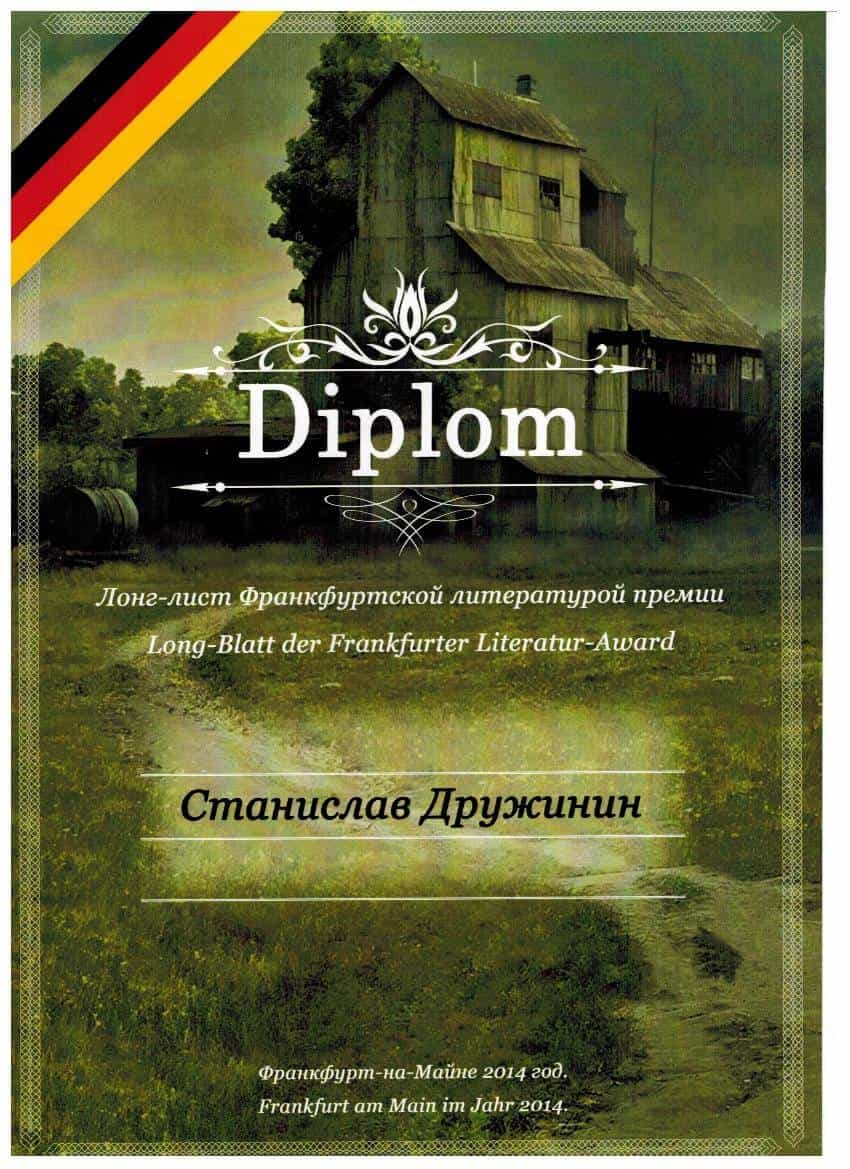 Diplom
Лонг-лист Франкфуртской литературой премии
Long-Blatt der Frankfurter Literatur-Award
Станислав Дружинин
Франкфурт-на-Майне 2014 год.
Frankfurt am Main im Jahr 2014.